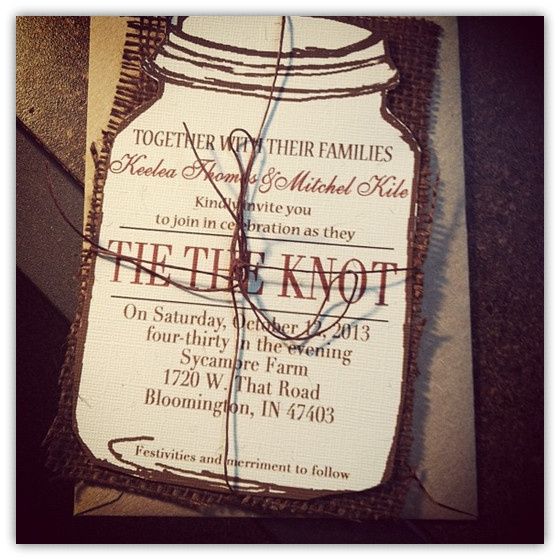 TOGETHER WITH THEIR FAMILIES
Keelea Thomas & Mitchel Kile
Kindly invite you
to join in celebration as they
TIE THE KNOT
On Saturday, October 12, 2013
four-thirty in the evening
Sycamore Farm
1720 W. That Road
Bloomington, IN 47403
Festivities and merriment to follow